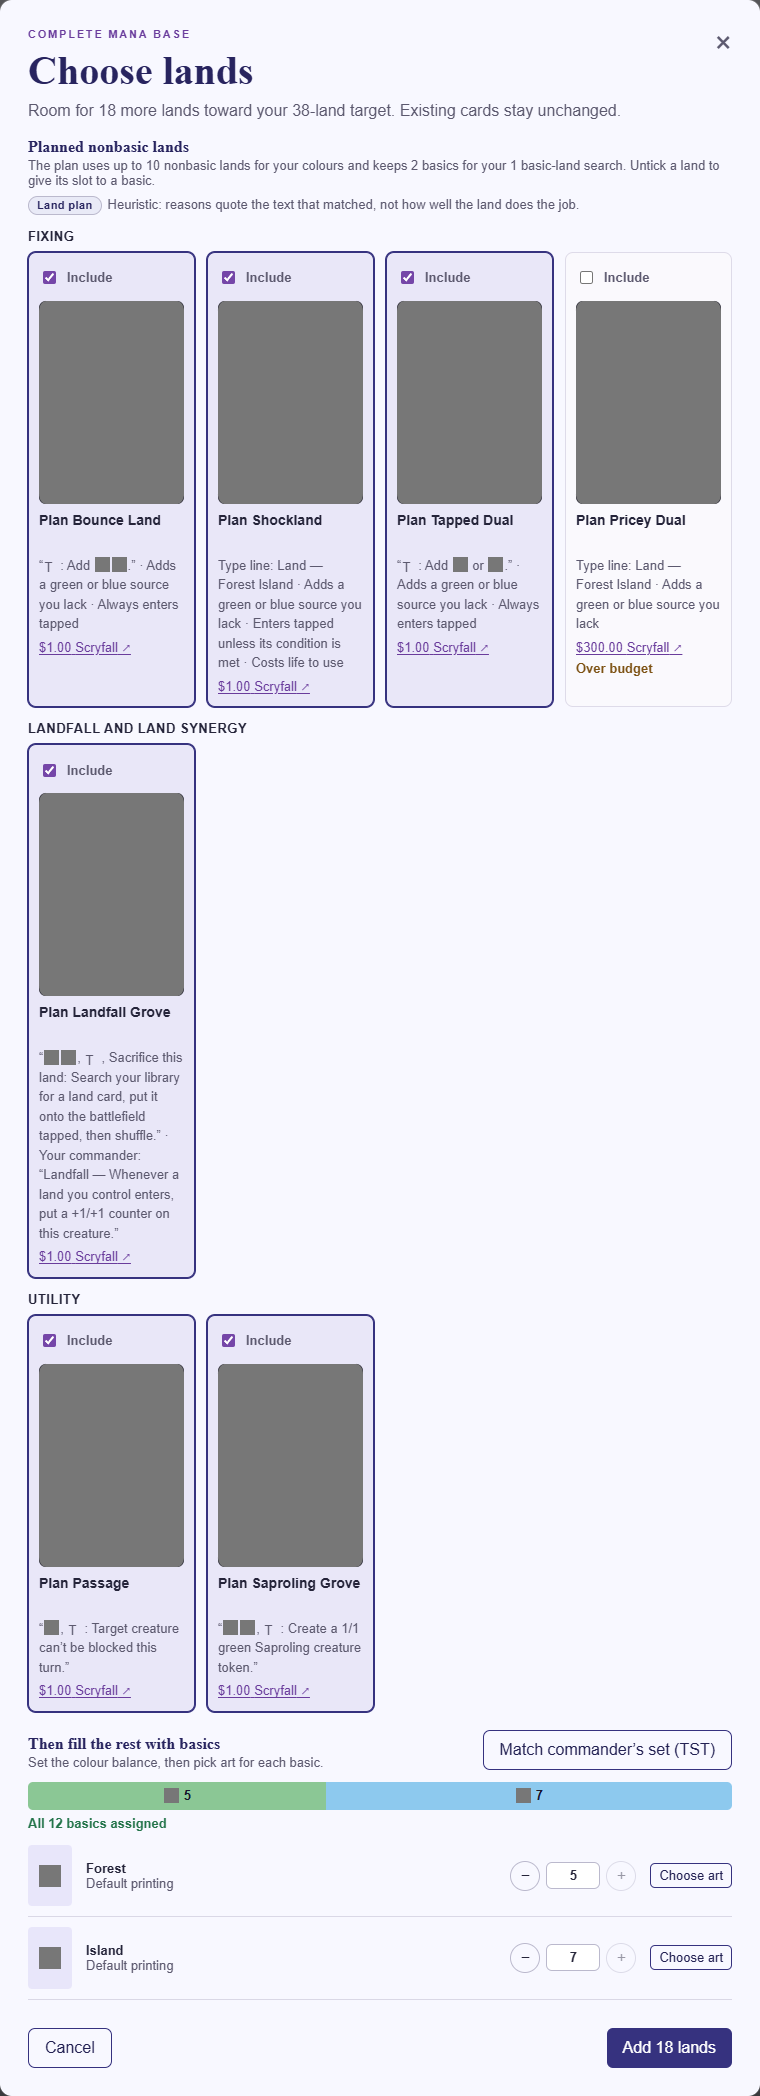 COMPLETE MANA BASE
×
Choose lands
Room for 18 more lands toward your 38-land target. Existing cards stay unchanged.
Planned nonbasic lands
The plan uses up to 10 nonbasic lands for your colours and keeps 2 basics for your 1 basic-land search. Untick a land to
give its slot to a basic.
Land plan Heuristic: reasons quote the text that matched, not how well the land does the job.
FIXING
Include
Plan Bounce Land
“T : Add .” · Adds
a green or blue source
you lack · Always enters
tapped
$1.00 Scryfall ↗
Include
Plan Shockland
Type line: Land —
Forest Island · Adds a
green or blue source you
lack · Enters tapped
unless its condition is
met · Costs life to use
$1.00 Scryfall ↗
Include
Plan Tapped Dual
“T : Add or .” ·
Adds a green or blue
source you lack · Always
enters tapped
$1.00 Scryfall ↗
Include
Plan Pricey Dual
Type line: Land —
Forest Island · Adds a
green or blue source you
lack
$300.00 Scryfall ↗
Over budget
LANDFALL AND LAND SYNERGY
Include
Plan Landfall Grove
“, T , Sacrifice this
land: Search your library
for a land card, put it
onto the battlefield
tapped, then shuffle.” ·
Your commander:
“Landfall — Whenever a
land you control enters,
put a +1/+1 counter on
this creature.”
$1.00 Scryfall ↗
UTILITY
Include
Plan Passage
“, T : Target creature
can’t be blocked this
turn.”
$1.00 Scryfall ↗
Include
Plan Saproling Grove
“, T : Create a 1/1
green Saproling creature
token.”
$1.00 Scryfall ↗
Then fill the rest with basics
Set the colour balance, then pick art for each basic.
Match commander’s set (TST)
5
7
All 12 basics assigned
Forest
Default printing
− 5 + Choose art
Island
Default printing
− 7 + Choose art
Cancel
Add 18 lands